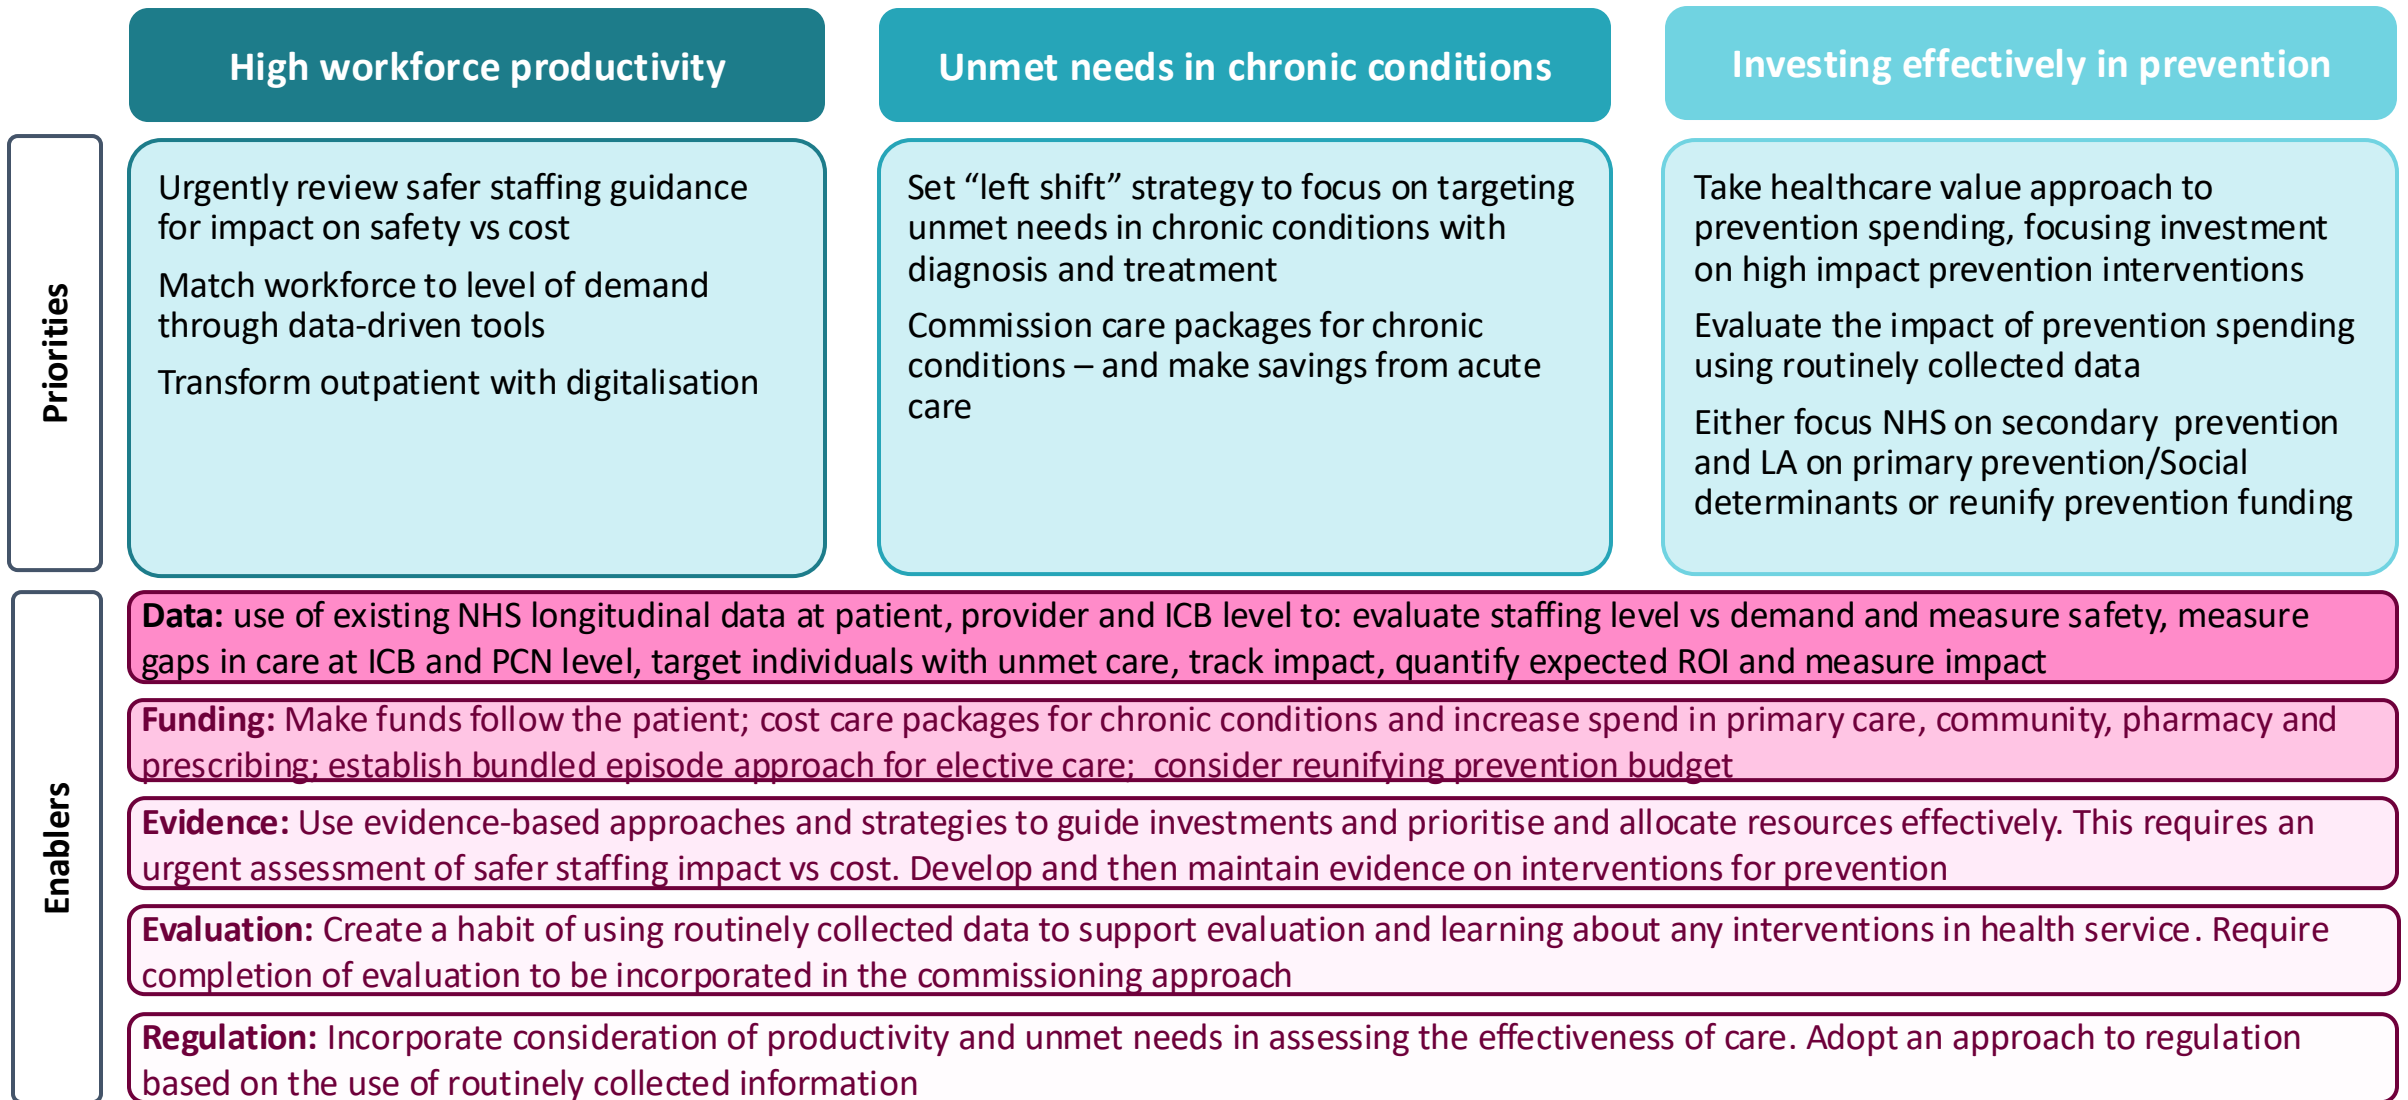 High workforce productivity
Unmet needs in chronic conditions
Investing effectively in prevention
Priorities
Urgently review safer staffing guidance
for impact on safety vs cost
Match workforce to level of demand
through data-driven tools
Transform outpatient with digitalisation
Set “left shift” strategy to focus on targeting
unmet needs in chronic conditions with
diagnosis and treatment
Commission care packages for chronic
conditions – and make savings from acute
care
Take healthcare value approach to
prevention spending, focusing investment
on high impact prevention interventions
Evaluate the impact of prevention spending
using routinely collected data
Either focus NHS on secondary  prevention
and LA on primary prevention/Social
determinants or reunify prevention funding
Enablers
Data: use of existing NHS longitudinal data at patient, provider and ICB level to: evaluate staffing level vs demand and measure safety, measure
gaps in care at ICB and PCN level, target individuals with unmet care, track impact, quantify expected ROI and measure impact
Funding: Make funds follow the patient; cost care packages for chronic conditions and increase spend in primary care, community, pharmacy and
prescribing; establish bundled episode approach for elective care;  consider reunifying prevention budget
Evidence: Use evidence-based approaches and strategies to guide investments and prioritise and allocate resources effectively. This requires an
urgent assessment of safer staffing impact vs cost. Develop and then maintain evidence on interventions for prevention
Evaluation: Create a habit of using routinely collected data to support evaluation and learning about any interventions in health service. Require
completion of evaluation to be incorporated in the commissioning approach
Regulation: Incorporate consideration of productivity and unmet needs in assessing the effectiveness of care. Adopt an approach to regulation
based on the use of routinely collected information